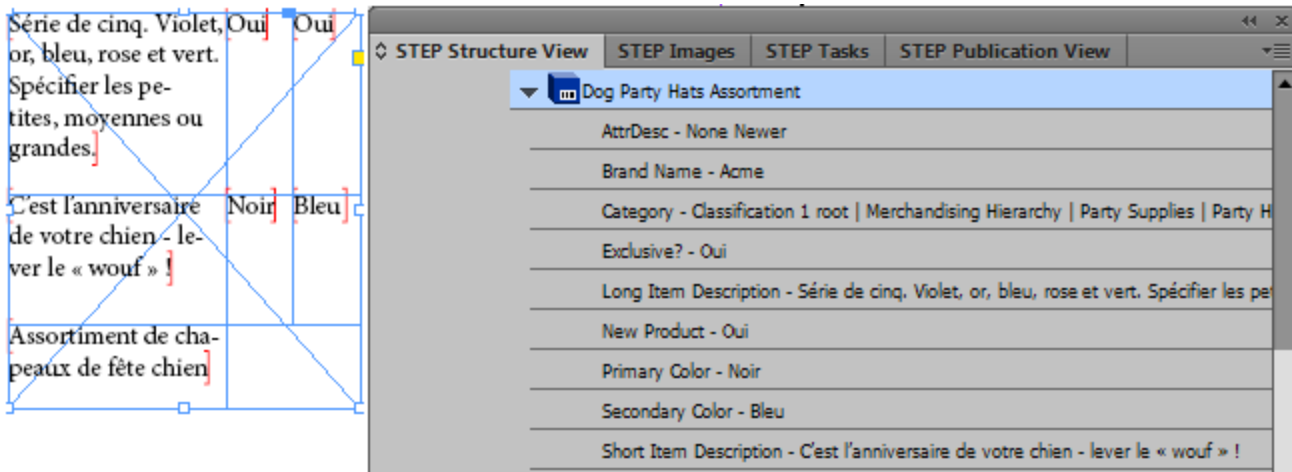 Série de cinq. Violet, Oui Oui
or, bleu, rose et vert.
Spécifier les pe-
tites, moyennes ou
grandes.
C'est l'anniversaire Noir Bleu
de votre chien - le-
ver le « wouf » !
Assortiment de cha-
peaux de fête chien
STEP Structure View STEP Images STEP Tasks STEP Publication View
Dog Party Hats Assortment
AttrDesc - None Newer
Brand Name - Acme
Category - Classification 1 root | Merchandising Hierarchy | Party Supplies | Party H
Exclusive? - Oui
Long Item Description - Série de cinq. Violet, or, bleu, rose et vert. Spécifier les pet
New Product - Oui
Primary Color - Noir
Secondary Color - Bleu
Short Item Description - C'est l'anniversaire de votre chien - lever le « wouf » !